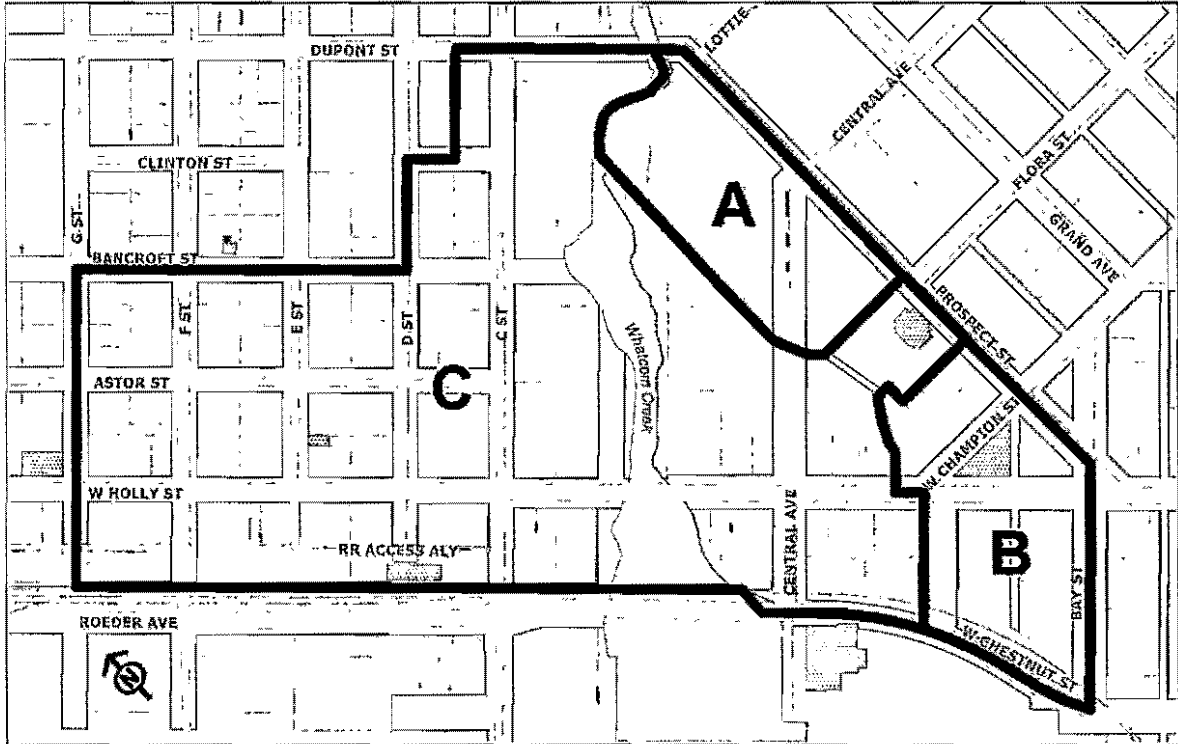 LOTTIE
DUPONT ST
CENTRAL AVE
CLINTON ST
FLORA ST
A
G ST
GRAND AVE
BANCROFT ST
PROSPECT ST
F ST
E ST
D ST
C ST
Whatcom Creek
ASTOR ST
C
W CHAMPION ST
W HOLLY ST
CENTRAL AVE
RR ACCESS ALY
B
BAY ST
ROEDER AVE
W CHESTNUT ST
N